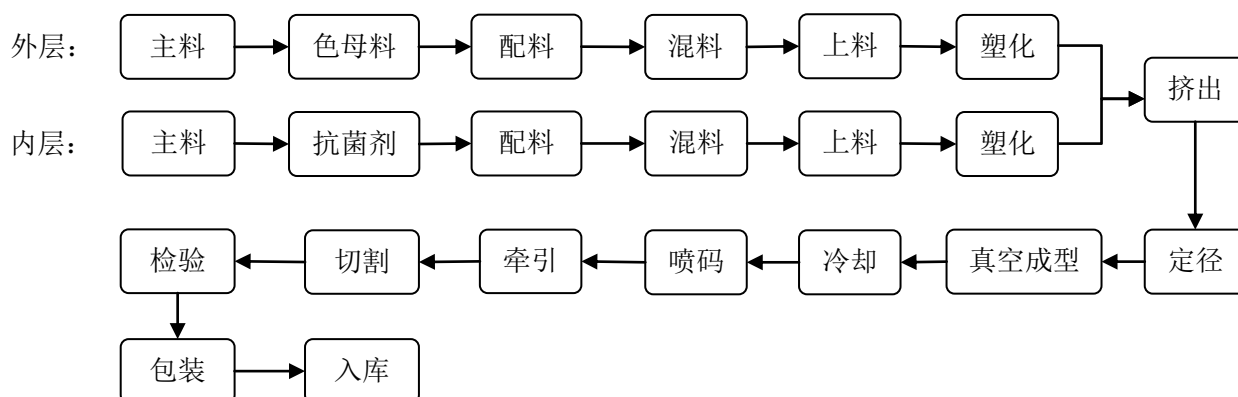 外层： 主料 色母料 配料 混料 上料 塑化
挤出
内层： 主料 抗菌剂 配料 混料 上料 塑化
检验 切割 牵引 喷码 冷却 真空成型 定径
包装 入库